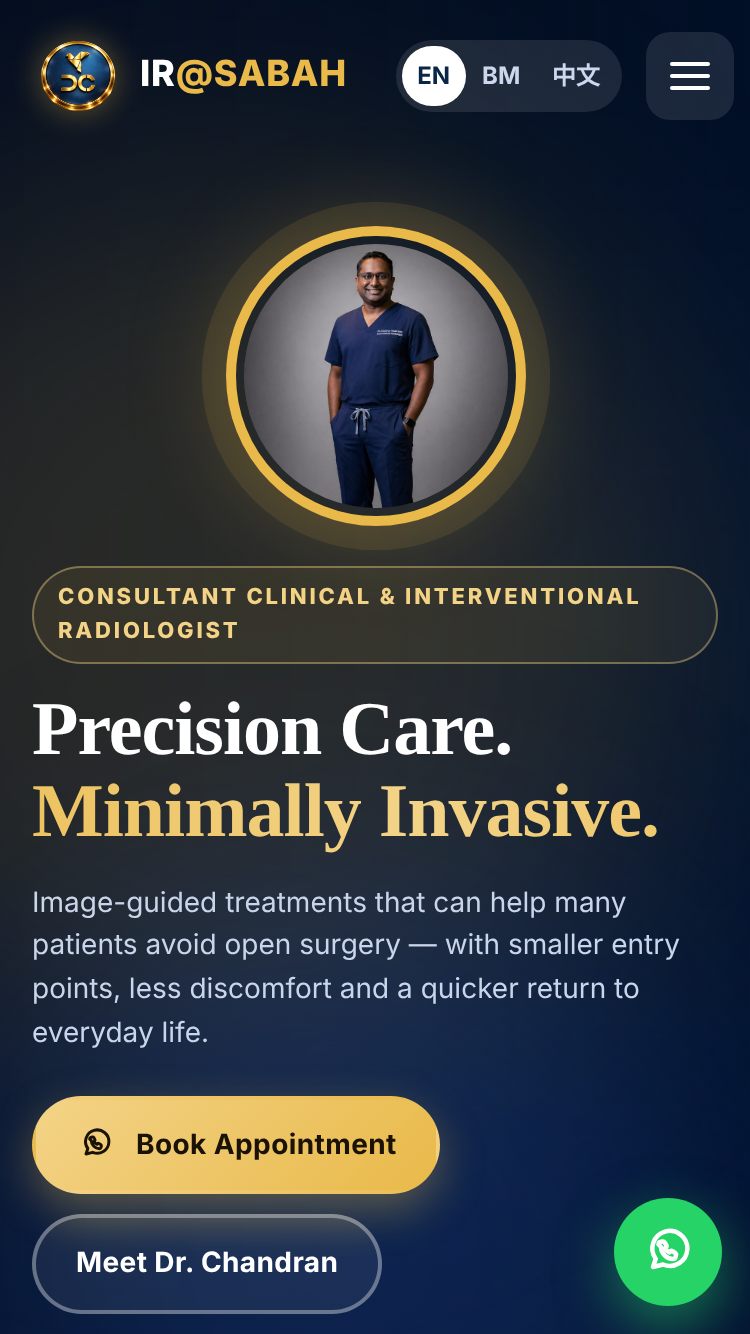 IR@SABAH
EN
BM
中文
CONSULTANT CLINICAL & INTERVENTIONAL
RADIOLOGIST
Precision Care.
Minimally Invasive.
Image-guided treatments that can help many
patients avoid open surgery — with smaller entry
points, less discomfort and a quicker return to
everyday life.
Book Appointment
Meet Dr. Chandran